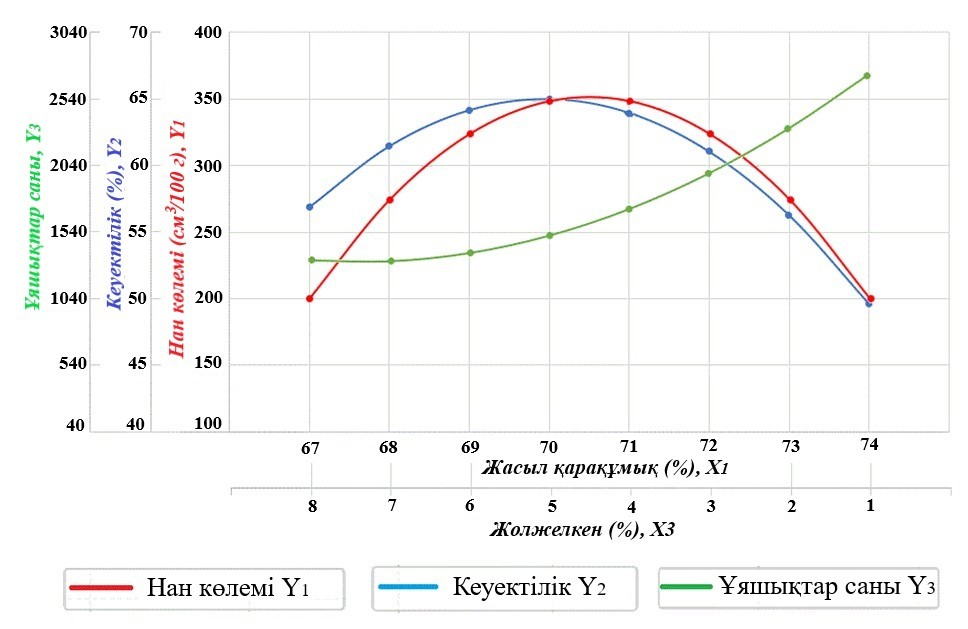 3040 70 400
2540 65 350
2040 60 300
1540 55 250
1040 50 200
540 45 150
40 40 100
Ұяшықтар саны, Y3
Кеуектілік (%), Y2
Нан көлемі (см³/100 г), Y1
67 68 69 70 71 72 73 74
Жасыл қарақұмық (%), X1
8 7 6 5 4 3 2 1
Жолжелкен (%), X3
Нан көлемі Y1 Кеуектілік Y2 Ұяшықтар саны Y3